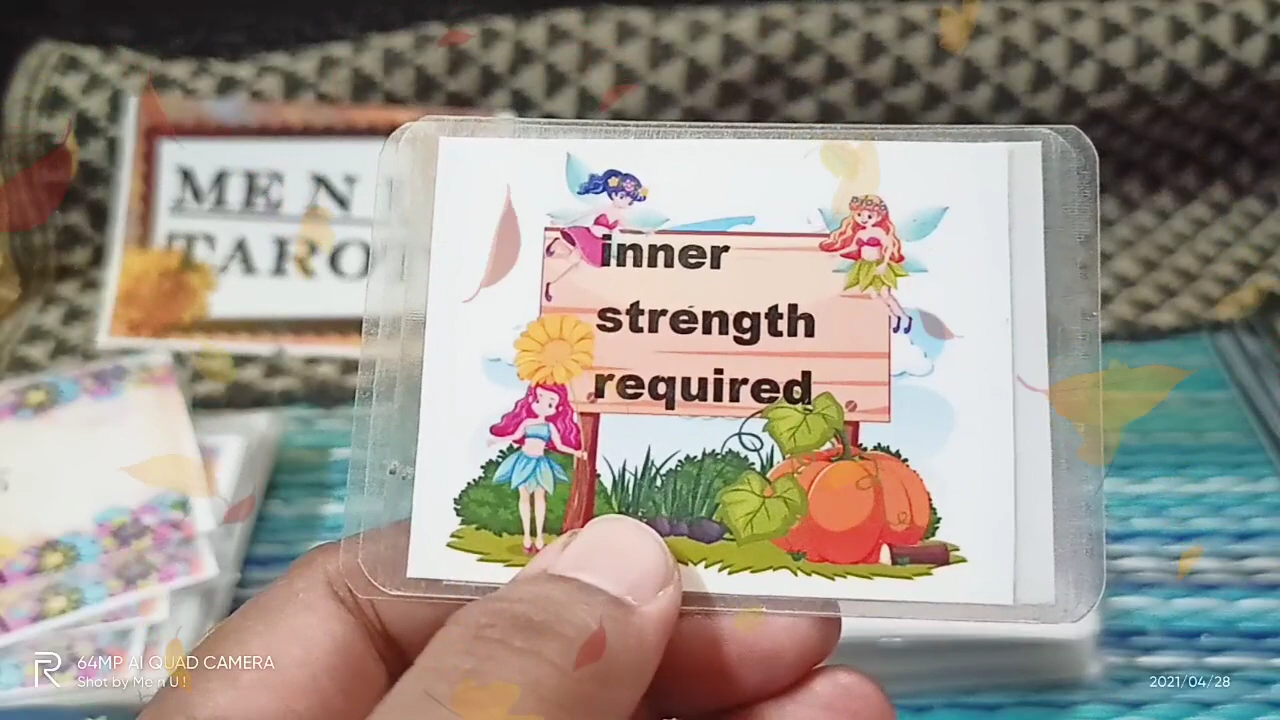 ME N
TARO
inner
strength
required
64MP AI QUAD CAMERA
Shot by Me n U !
2021/04/28